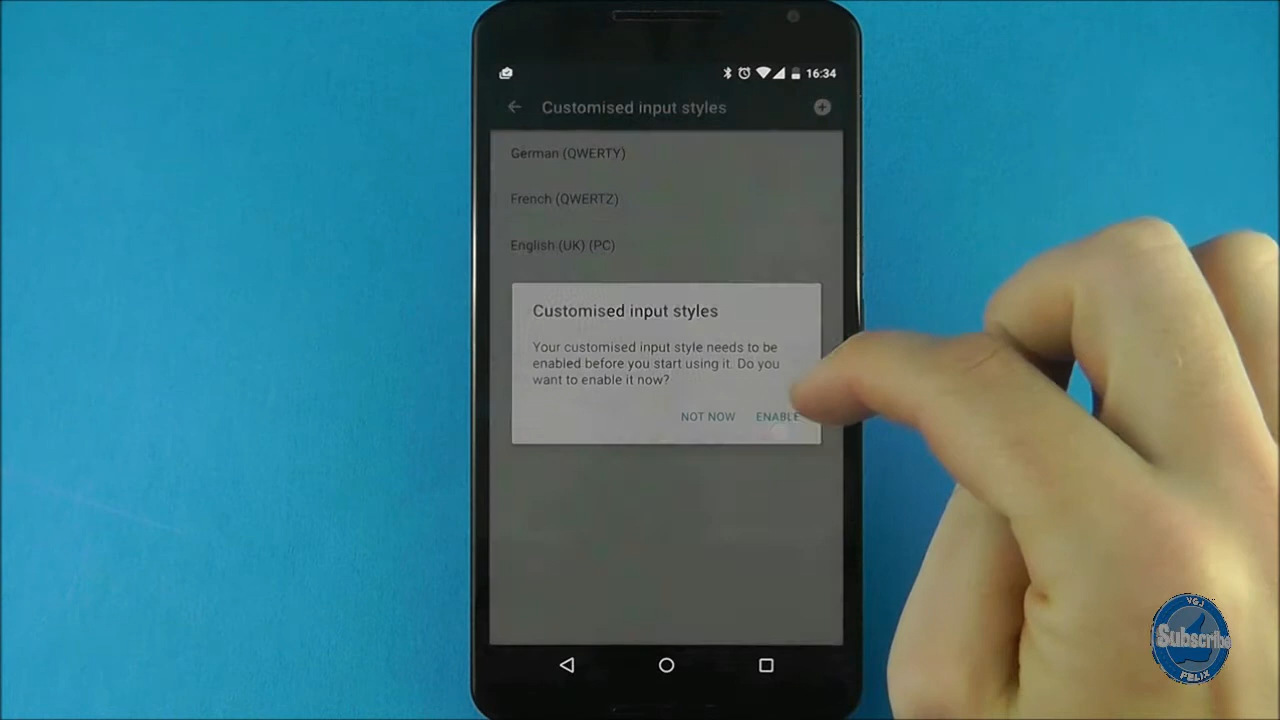 16:34
Customised input styles
German (QWERTY)
French (QWERTZ)
English (UK) (PC)
Customised input styles
Your customised input style needs to be
enabled before you start using it. Do you
want to enable it now?
NOT NOW ENABLE
VGJ
Subscribe
FELIX